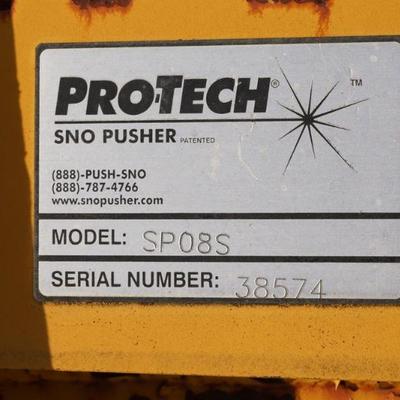 PRO-TECH® ™
SNO PUSHER PATENTED
(888)-PUSH-SNO
(888)-787-4766
www.snopusher.com
MODEL: SP08S
SERIAL NUMBER: 38574